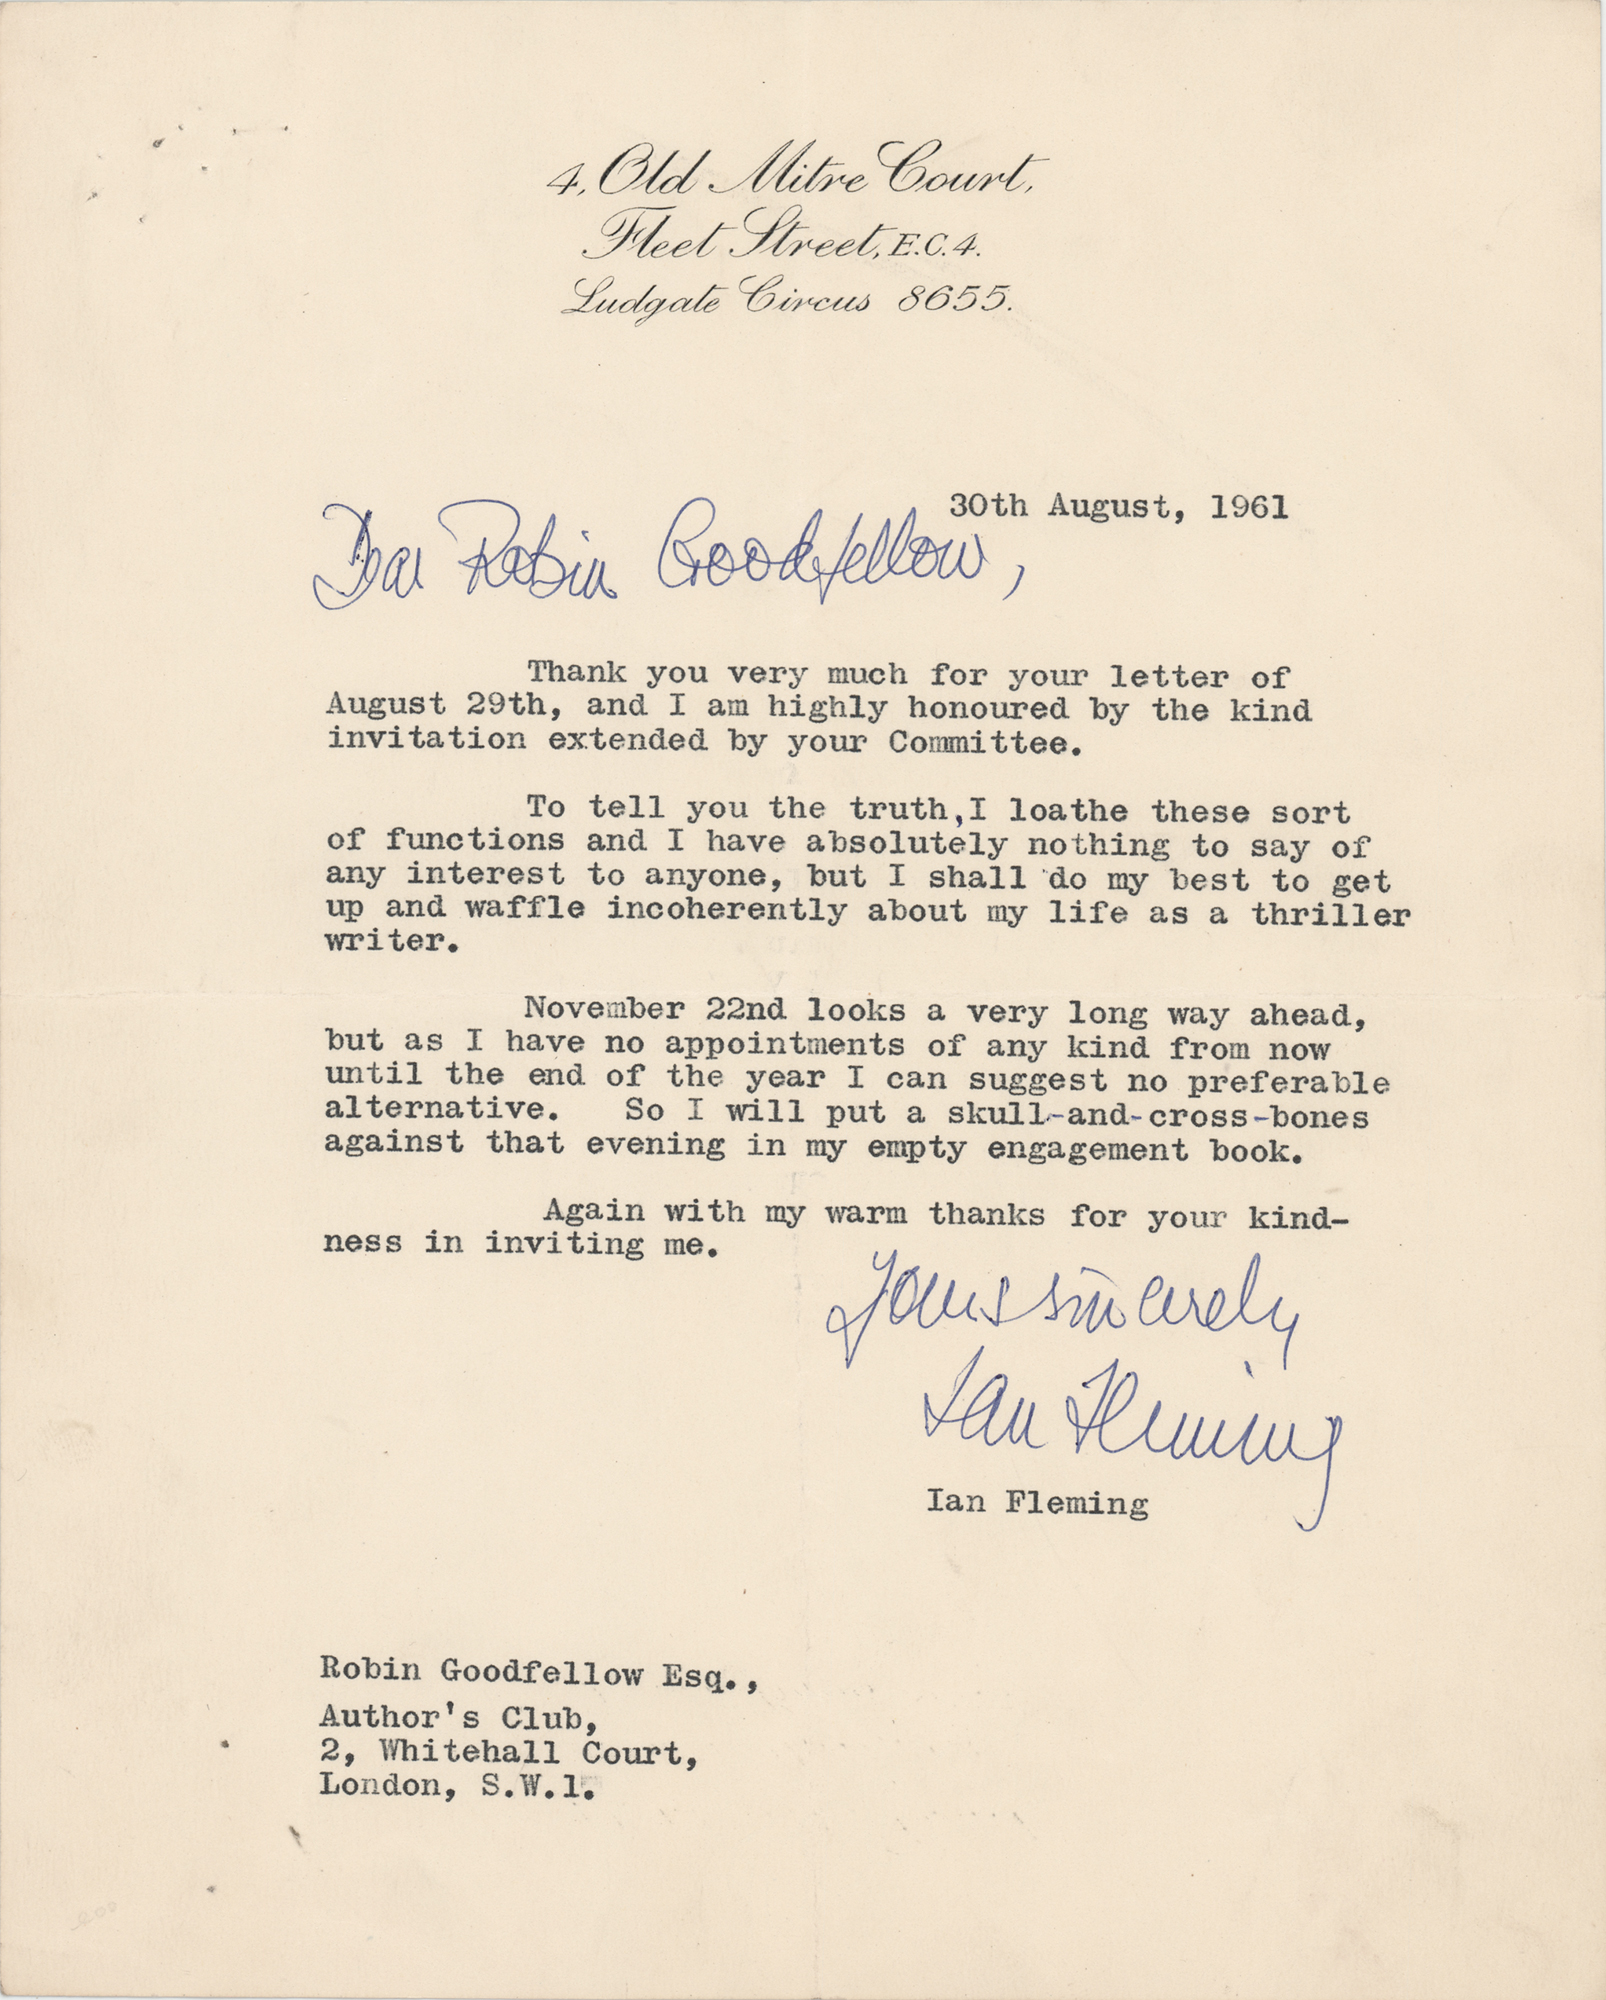 4, Old Mitre Court,
Fleet Street, E.C.4.
Ludgate Circus 8655.
30th August, 1961
Dear Robin Goodfellow,
Thank you very much for your letter of
August 29th, and I am highly honoured by the kind
invitation extended by your Committee.
To tell you the truth,I loathe these sort
of functions and I have absolutely nothing to say of
any interest to anyone, but I shall do my best to get
up and waffle incoherently about my life as a thriller
writer.
November 22nd looks a very long way ahead,
but as I have no appointments of any kind from now
until the end of the year I can suggest no preferable
alternative. So I will put a skull-and-cross-bones
against that evening in my empty engagement book.
Again with my warm thanks for your kind-
ness in inviting me.
Yours sincerely
Ian Fleming
Ian Fleming
Robin Goodfellow Esq.,
Author's Club,
2, Whitehall Court,
London, S.W.1.